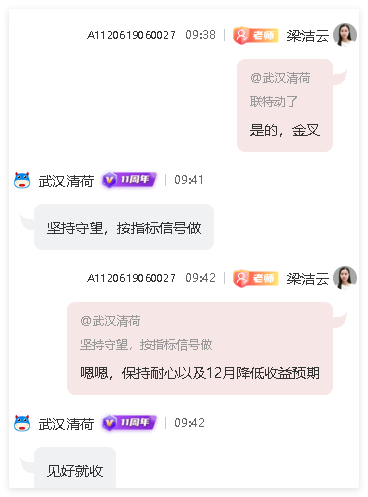 A1120619060027 09:38 老师 梁洁云
@武汉清荷
联特动了
是的，金叉
武汉清荷 V 11周年 09:41
坚持守望，按指标信号做
A1120619060027 09:42 老师 梁洁云
@武汉清荷
坚持守望，按指标信号做
嗯嗯，保持耐心以及12月降低收益预期
武汉清荷 V 11周年 09:42
见好就收